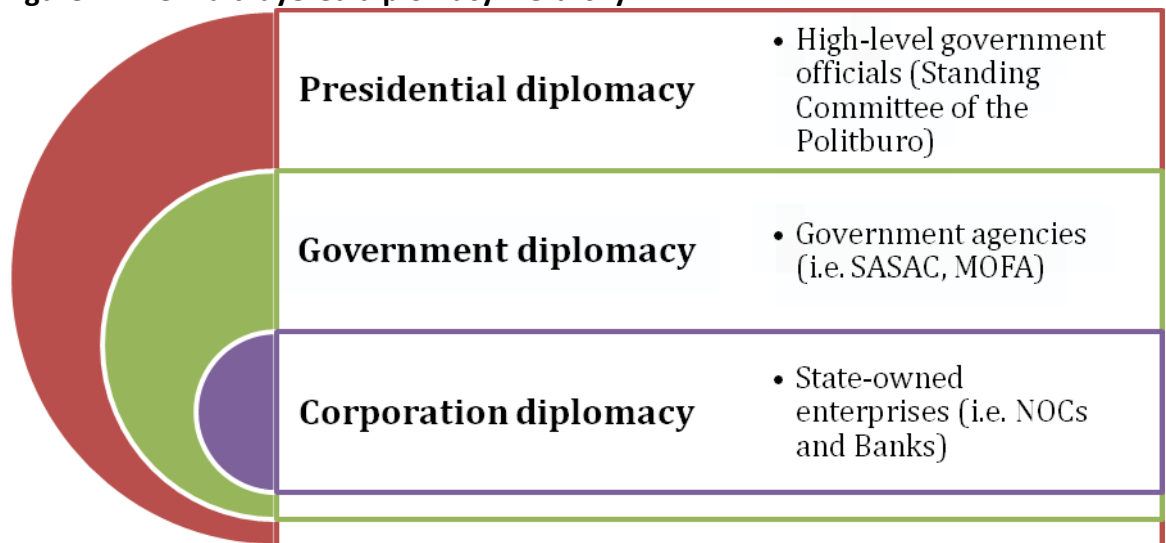 Presidential diplomacy
• High-level government
officials (Standing
Committee of the
Politburo)
Government diplomacy
• Government agencies
(i.e. SASAC, MOFA)
Corporation diplomacy
• State-owned
enterprises (i.e. NOCs
and Banks)